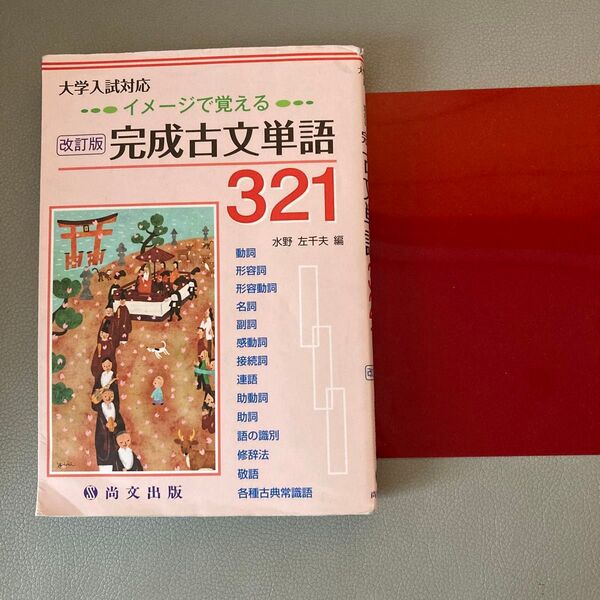 大学入試対応
イメージで覚える
改訂版 完成古文単語
321
水野 左千夫 編
動詞
形容詞
形容動詞
名詞
副詞
感動詞
接続詞
連語
助動詞
助詞
語の識別
修辞法
敬語
各種古典常識語
尚文出版